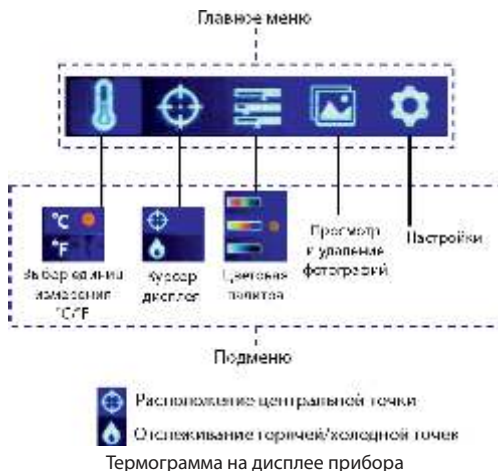 Главное меню
°C
°F
Выбор единиц
измерения
°C/°F
Курсор
дисплея
Цветовая
палитра
Просмотр
и удаление
фотографий
Настройки
Подменю
Расположение центральной точки
Отслеживание горячей/холодной точек
Термограмма на дисплее прибора